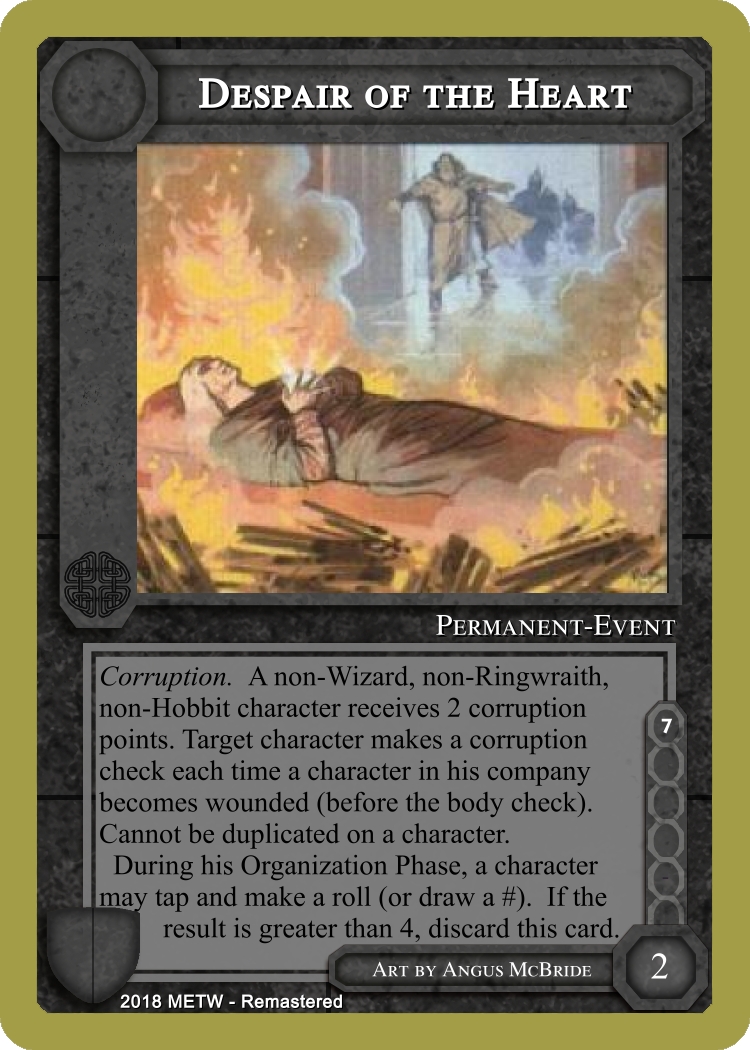 Despair of the Heart
Permanent-Event
Corruption. A non-Wizard, non-Ringwraith,
non-Hobbit character receives 2 corruption
points. Target character makes a corruption
check each time a character in his company
becomes wounded (before the body check).
Cannot be duplicated on a character.
During his Organization Phase, a character
may tap and make a roll (or draw a #). If the
result is greater than 4, discard this card.
7
Art by Angus McBride
2
2018 METW - Remastered